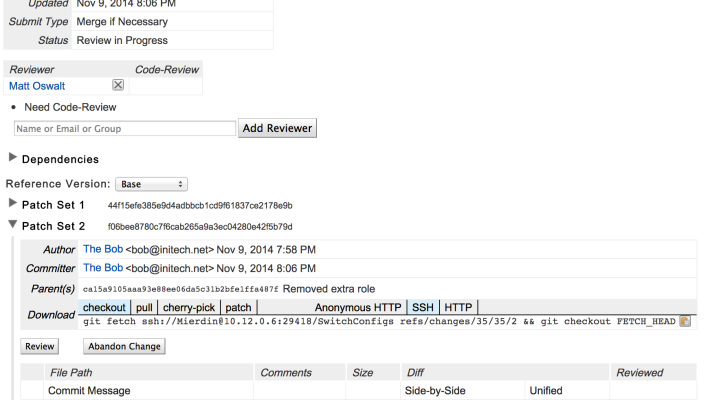 Updated Nov 9, 2014 8:06 PM
Submit Type Merge if Necessary
Status Review in Progress
Reviewer Code-Review
Matt Oswalt
Need Code-Review
Name or Email or Group Add Reviewer
Dependencies
Reference Version: Base
Patch Set 1 44f15efe385e9d4adbbcb1cd9f61837ce2178e9b
Patch Set 2 f06bee8780c7f6cab265a9a3ec04280e42f5b79d
Author The Bob <bob@initech.net> Nov 9, 2014 7:58 PM
Committer The Bob <bob@initech.net> Nov 9, 2014 8:06 PM
Parent(s) ca15a9105aaa93e88ee06da5c31b2bfe1ffa487f Removed extra role
Download checkout | pull | cherry-pick | patch | Anonymous HTTP | SSH | HTTP |
git fetch ssh://Mierdin@10.12.0.6:29418/SwitchConfigs refs/changes/35/35/2 && git checkout FETCH_HEAD
Review Abandon Change
File Path Comments Size Diff Reviewed
Commit Message Side-by-Side Unified